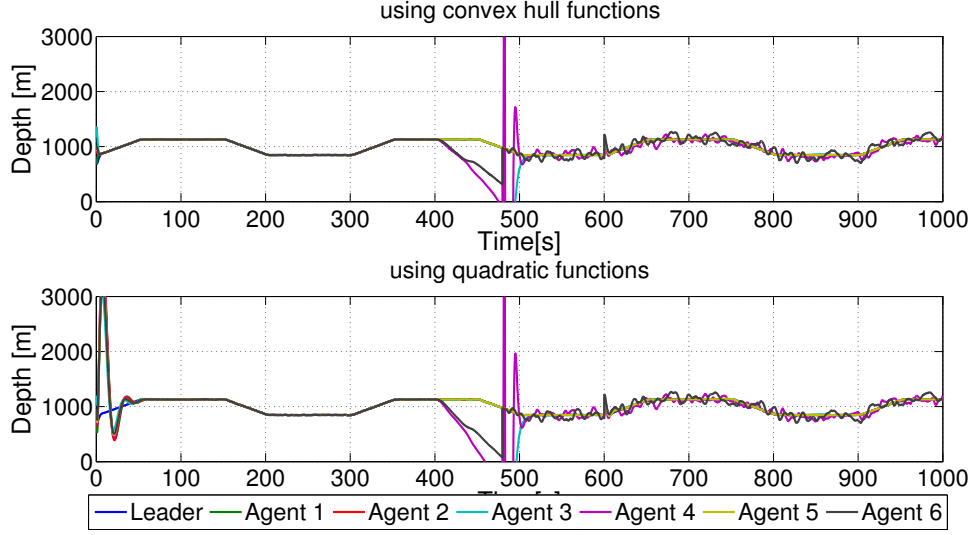 using convex hull functions
3000
2000
1000
0
Depth [m]
0 100 200 300 400 500 600 700 800 900 1000
Time[s]
using quadratic functions
3000
2000
1000
0
Depth [m]
0 100 200 300 400 500 600 700 800 900 1000
Time[s]
Leader Agent 1 Agent 2 Agent 3 Agent 4 Agent 5 Agent 6